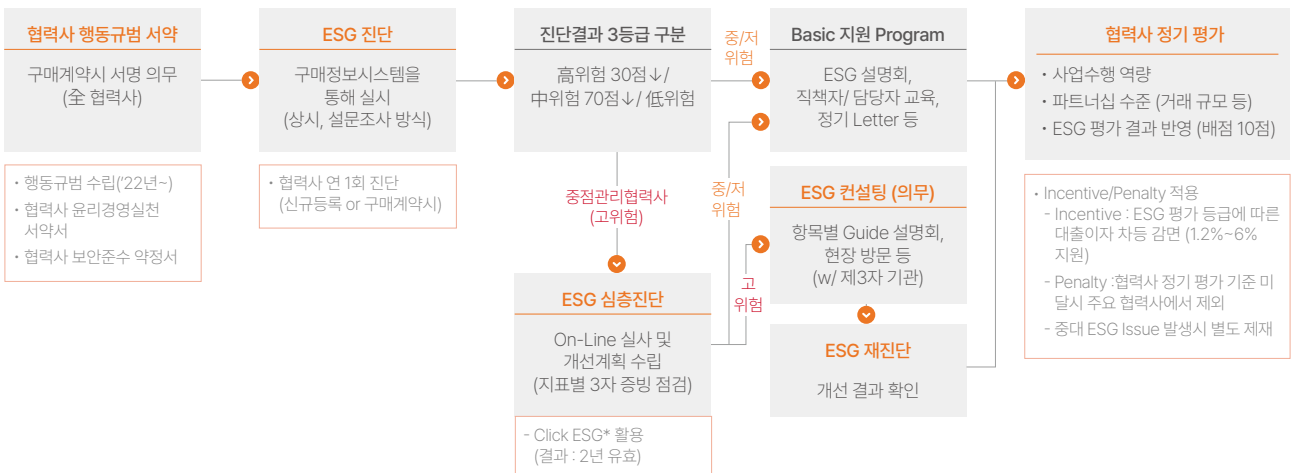 협력사 행동규범 서약
구매계약시 서명 의무
(全 협력사)
• 행동규범 수립('22년~)
• 협력사 윤리경영실천
서약서
• 협력사 보안준수 약정서
ESG 진단
구매정보시스템을
통해 실시
(상시, 설문조사 방식)
• 협력사 연 1회 진단
(신규등록 or 구매계약시)
진단결과 3등급 구분
高위험 30점↓/
中위험 70점↓/ 低위험
중점관리협력사
(고위험)
ESG 심층진단
On-Line 실사 및
개선계획 수립
(지표별 3자 증빙 점검)
- Click ESG* 활용
(결과 : 2년 유효)
중/저
위험
중/저
위험
고
위험
Basic 지원 Program
ESG 설명회,
직책자/ 담당자 교육,
정기 Letter 등
ESG 컨설팅 (의무)
항목별 Guide 설명회,
현장 방문 등
(w/ 제3자 기관)
ESG 재진단
개선 결과 확인
협력사 정기 평가
• 사업수행 역량
• 파트너십 수준 (거래 규모 등)
• ESG 평가 결과 반영 (배점 10점)
• Incentive/Penalty 적용
- Incentive : ESG 평가 등급에 따른
대출이자 차등 감면 (1.2%~6%
지원)
- Penalty :협력사 정기 평가 기준 미
달시 주요 협력사에서 제외
- 중대 ESG Issue 발생시 별도 제재